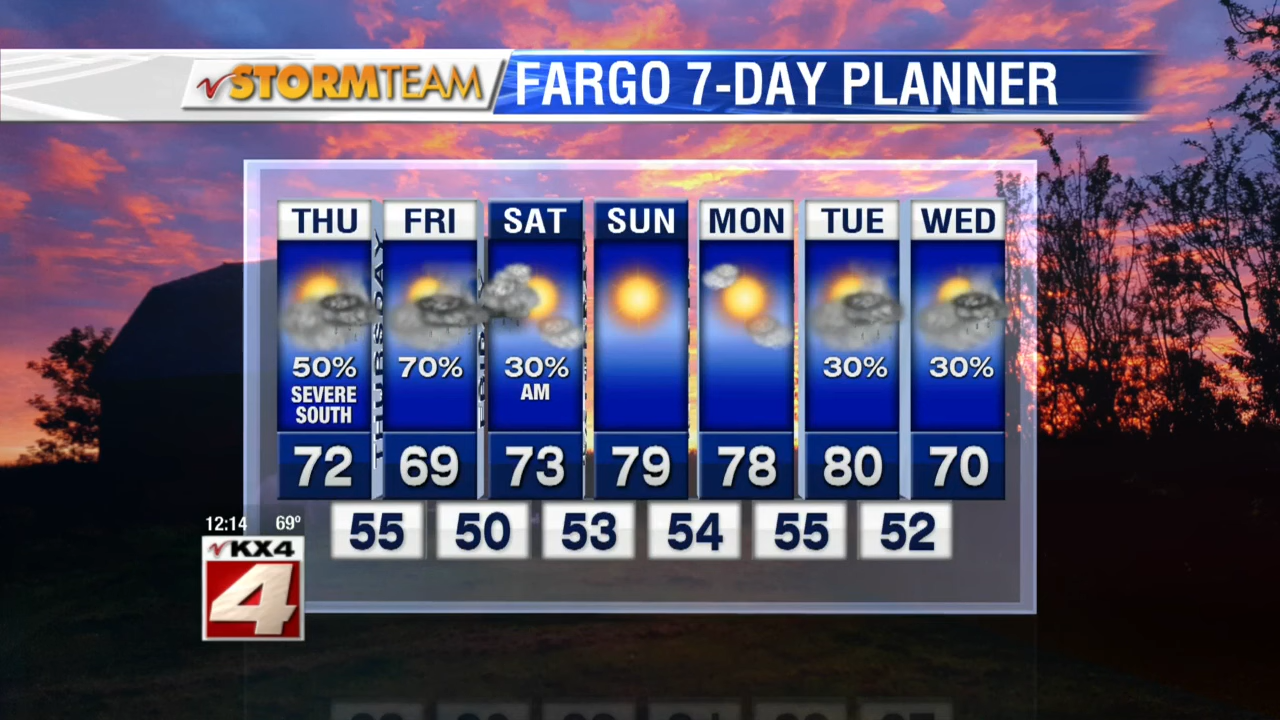 STORMTEAM FARGO 7-DAY PLANNER
THU FRI SAT SUN MON TUE WED
50% 70% 30% 30% 30%
SEVERE SOUTH AM
72 69 73 79 78 80 70
55 50 53 54 55 52
12:14 69°
KX4
4
THURSDAY